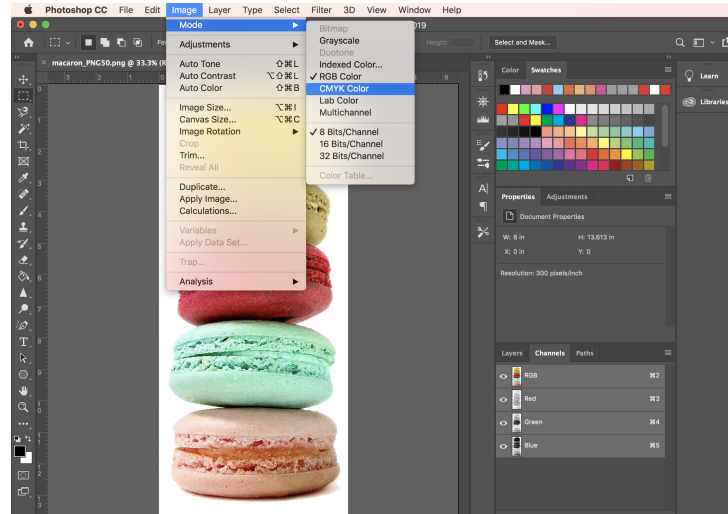 Photoshop CC File Edit Image Layer Type Select Filter 3D View Window Help
019
Height:
Select and Mask...
macaron_PNG50.png @ 33.3% (R
Mode
Adjustments
Auto Tone ⇧⌘L
Auto Contrast ⌥⇧⌘L
Auto Color ⇧⌘B
Image Size... ⌥⌘I
Canvas Size... ⌥⌘C
Image Rotation
Crop
Trim...
Reveal All
Duplicate...
Apply Image...
Calculations...
Variables
Apply Data Set...
Trap...
Analysis
Bitmap
Grayscale
Duotone
Indexed Color...
✓ RGB Color
CMYK Color
Lab Color
Multichannel
✓ 8 Bits/Channel
16 Bits/Channel
32 Bits/Channel
Color Table...
Color Swatches
Learn
Libraries
Properties Adjustments
Document Properties
W: 6 in H: 13.613 in
X: 0 in Y: 0
Resolution: 300 pixels/inch
Layers Channels Paths
RGB ⌘2
Red ⌘3
Green ⌘4
Blue ⌘5